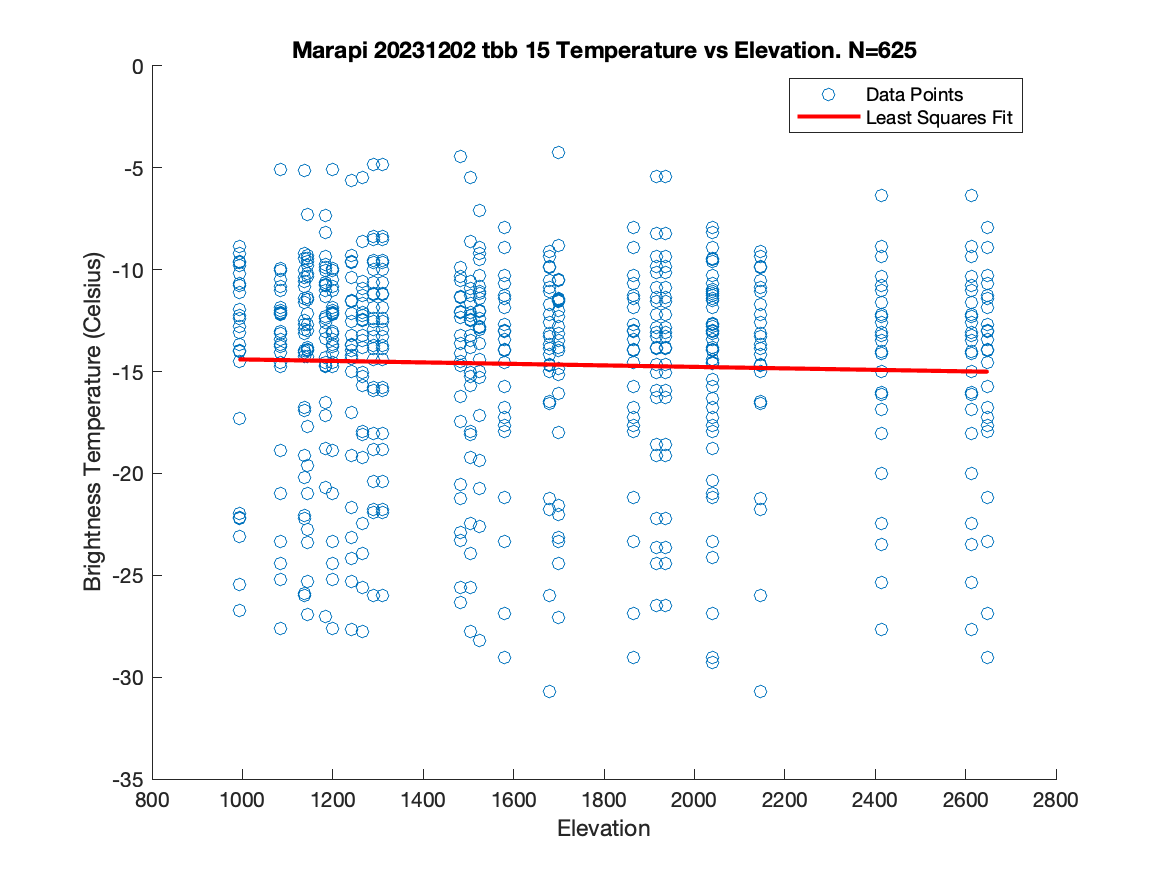 Marapi 20231202 tbb 15 Temperature vs Elevation. N=625
Data Points
Least Squares Fit
0
-5
-10
-15
-20
-25
-30
-35
Brightness Temperature (Celsius)
800 1000 1200 1400 1600 1800 2000 2200 2400 2600 2800
Elevation